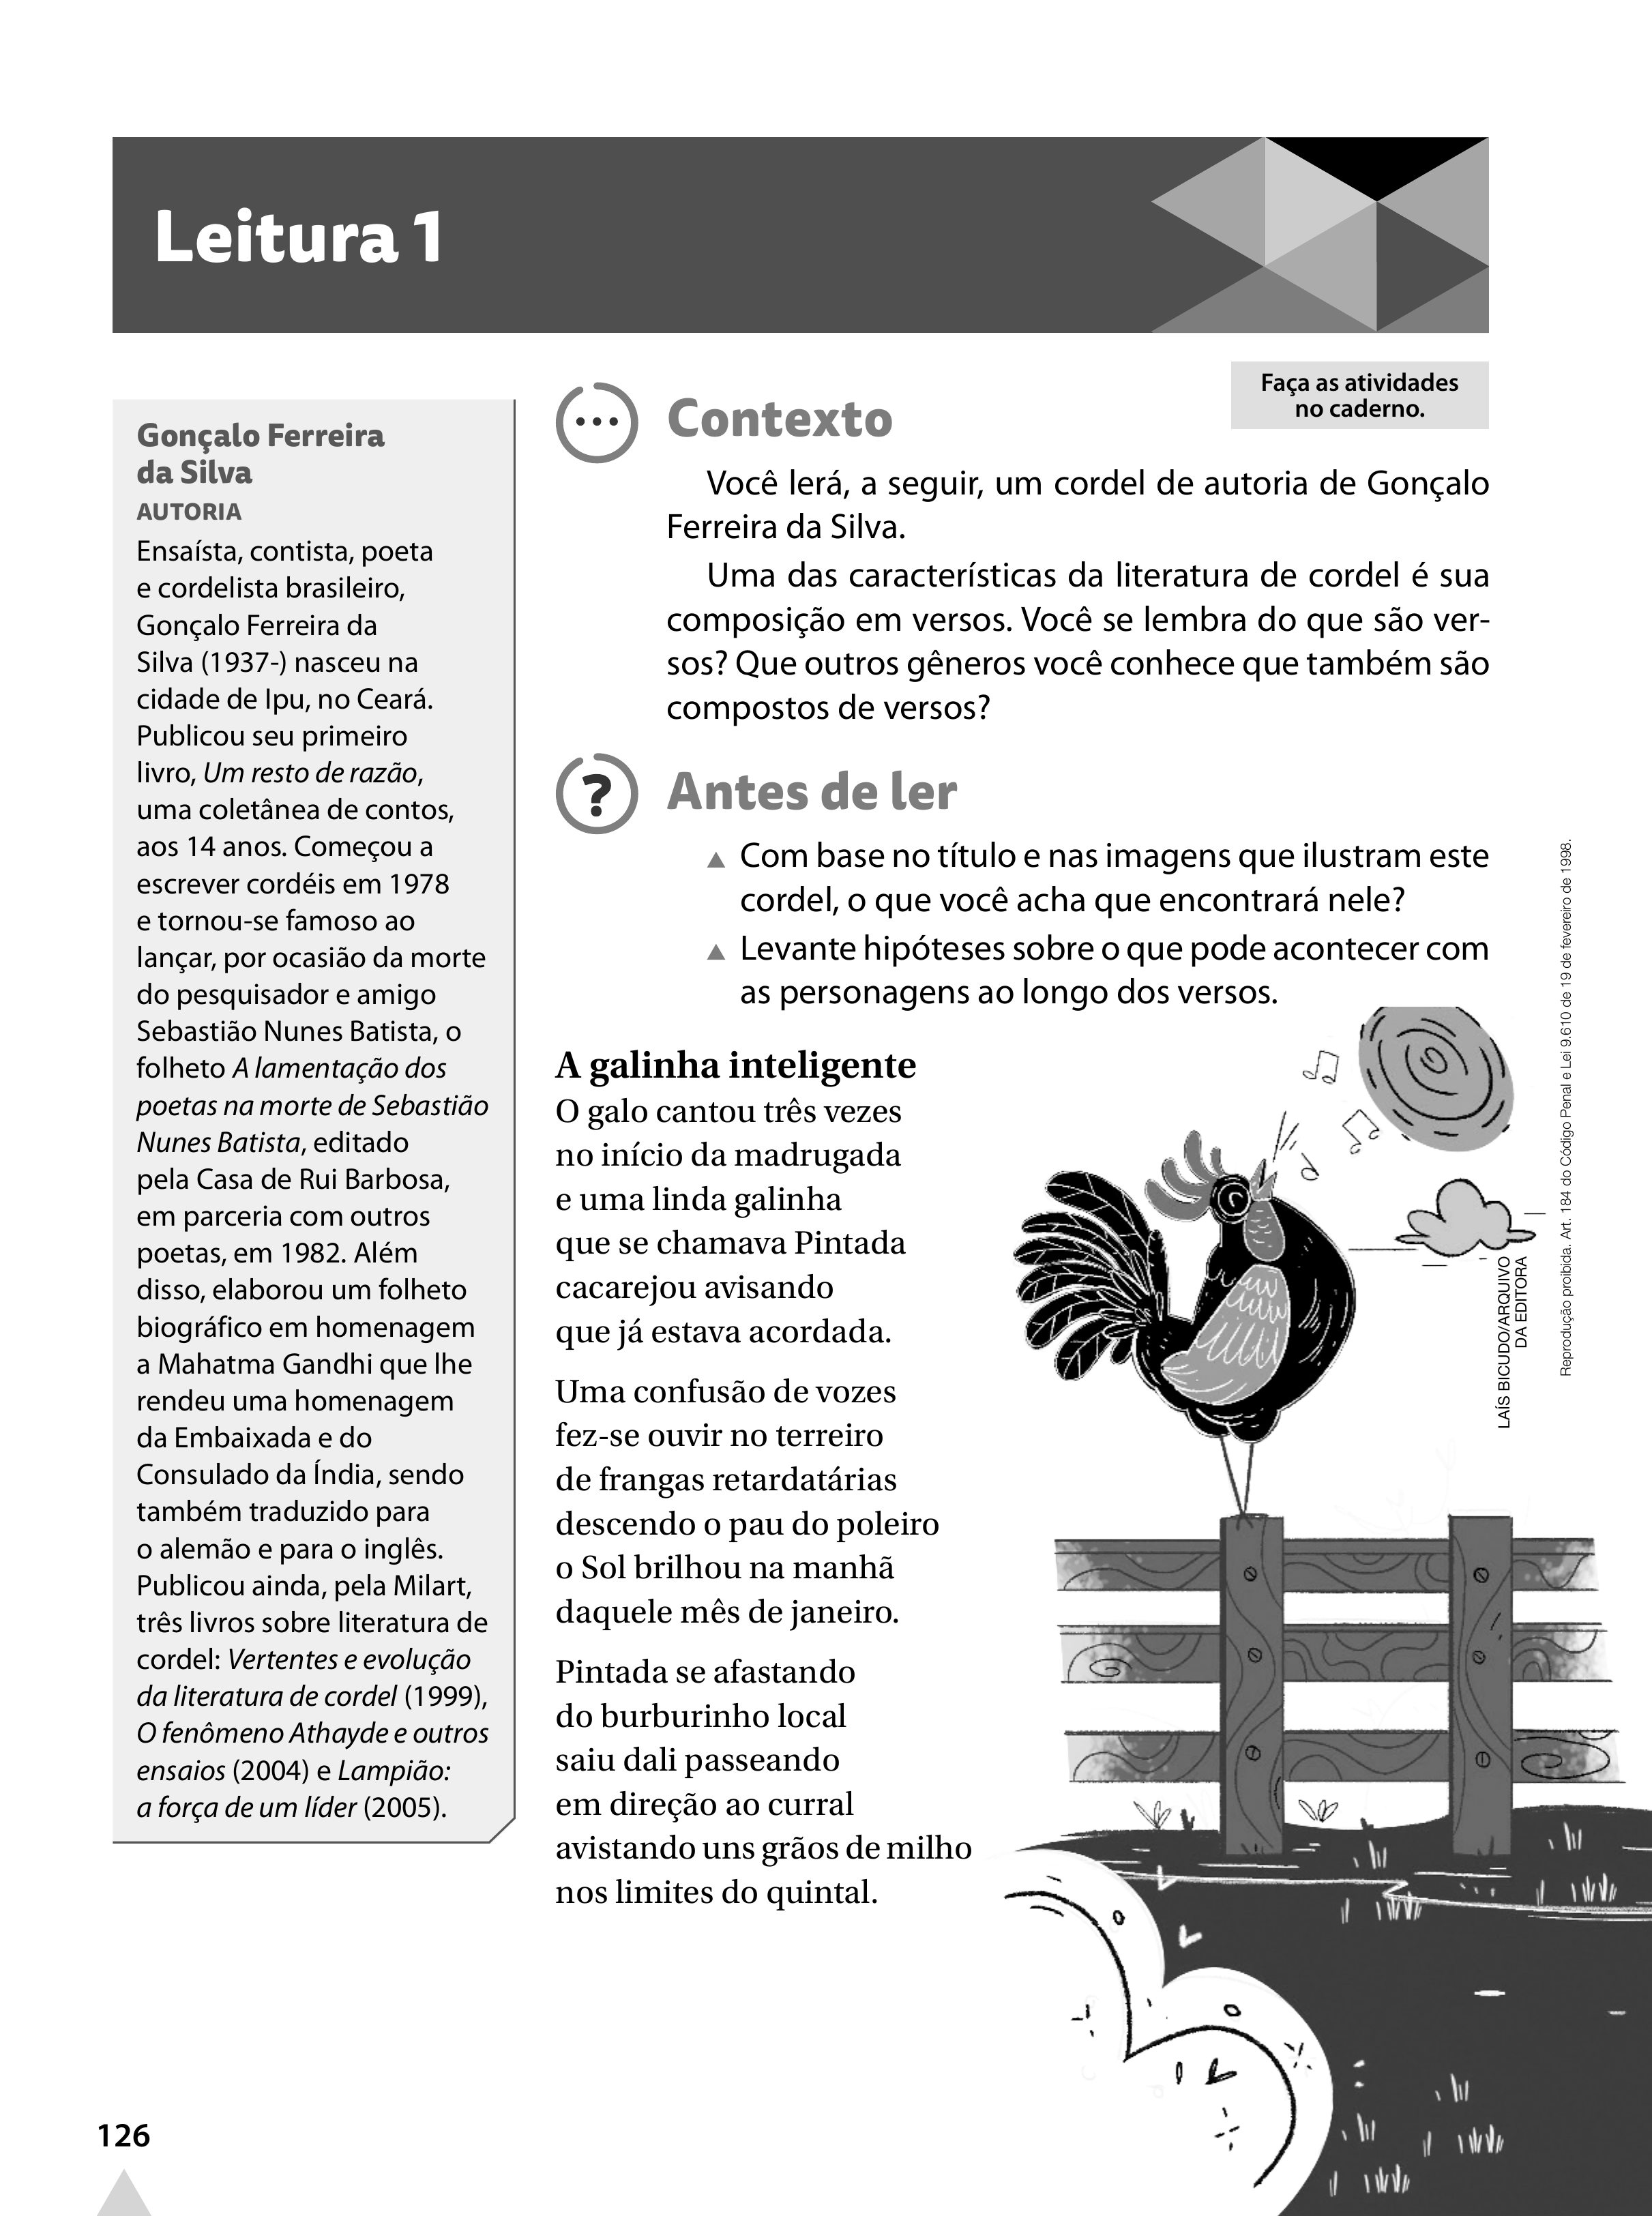 Leitura 1
Faça as atividades
no caderno.
Gonçalo Ferreira
da Silva
AUTORIA
Ensaísta, contista, poeta
e cordelista brasileiro,
Gonçalo Ferreira da
Silva (1937-) nasceu na
cidade de Ipu, no Ceará.
Publicou seu primeiro
livro, Um resto de razão,
uma coletânea de contos,
aos 14 anos. Começou a
escrever cordéis em 1978
e tornou-se famoso ao
lançar, por ocasião da morte
do pesquisador e amigo
Sebastião Nunes Batista, o
folheto A lamentação dos
poetas na morte de Sebastião
Nunes Batista, editado
pela Casa de Rui Barbosa,
em parceria com outros
poetas, em 1982. Além
disso, elaborou um folheto
biográfico em homenagem
a Mahatma Gandhi que lhe
rendeu uma homenagem
da Embaixada e do
Consulado da Índia, sendo
também traduzido para
o alemão e para o inglês.
Publicou ainda, pela Milart,
três livros sobre literatura de
cordel: Vertentes e evolução
da literatura de cordel (1999),
O fenômeno Athayde e outros
ensaios (2004) e Lampião:
a força de um líder (2005).
Contexto
Você lerá, a seguir, um cordel de autoria de Gonçalo
Ferreira da Silva.
Uma das características da literatura de cordel é sua
composição em versos. Você se lembra do que são ver-
sos? Que outros gêneros você conhece que também são
compostos de versos?
?
Antes de ler
Com base no título e nas imagens que ilustram este
cordel, o que você acha que encontrará nele?
Levante hipóteses sobre o que pode acontecer com
as personagens ao longo dos versos.
A galinha inteligente
O galo cantou três vezes
no início da madrugada
e uma linda galinha
que se chamava Pintada
cacarejou avisando
que já estava acordada.
Uma confusão de vozes
fez-se ouvir no terreiro
de frangas retardatárias
descendo o pau do poleiro
o Sol brilhou na manhã
daquele mês de janeiro.
Pintada se afastando
do burburinho local
saiu dali passeando
em direção ao curral
avistando uns grãos de milho
nos limites do quintal.
LAÍS BICUDO/ARQUIVO
DA EDITORA
Reprodução proibida. Art. 184 do Código Penal e Lei 9.610 de 19 de fevereiro de 1998.
126